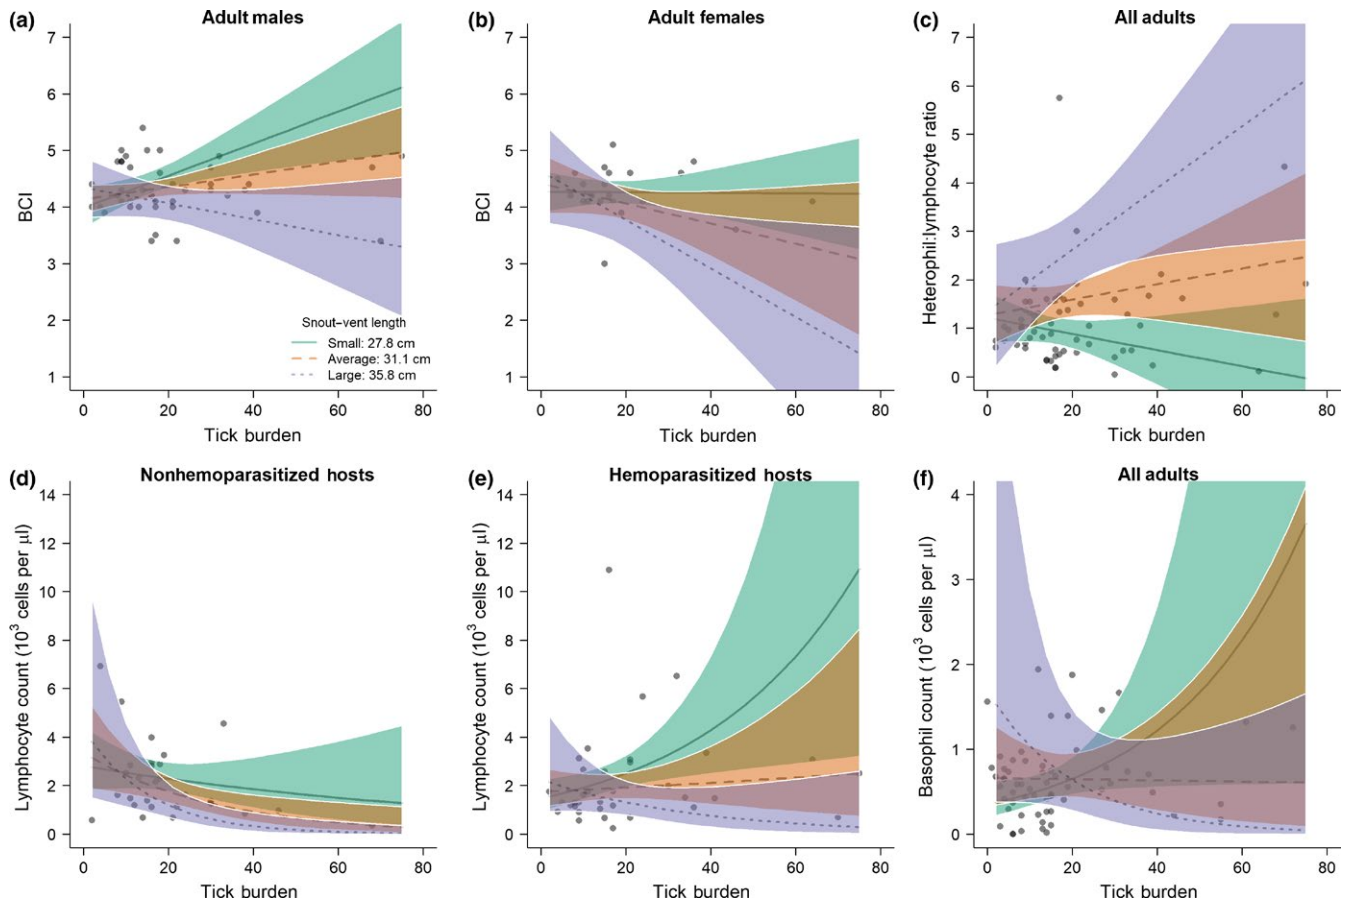 (a) Adult males
7
6
5
4
3
2
1
BCI
Snout–vent length
Small: 27.8 cm
Average: 31.1 cm
Large: 35.8 cm
0 20 40 60 80
Tick burden
(b) Adult females
7
6
5
4
3
2
1
BCI
0 20 40 60 80
Tick burden
(c) All adults
7
6
5
4
3
2
1
0
Heterophil:lymphocyte ratio
0 20 40 60 80
Tick burden
(d) Nonhemoparasitized hosts
14
12
10
8
6
4
2
0
Lymphocyte count (10³ cells per µl)
0 20 40 60 80
Tick burden
(e) Hemoparasitized hosts
14
12
10
8
6
4
2
0
Lymphocyte count (10³ cells per µl)
0 20 40 60 80
Tick burden
(f) All adults
4
3
2
1
0
Basophil count (10³ cells per µl)
0 20 40 60 80
Tick burden